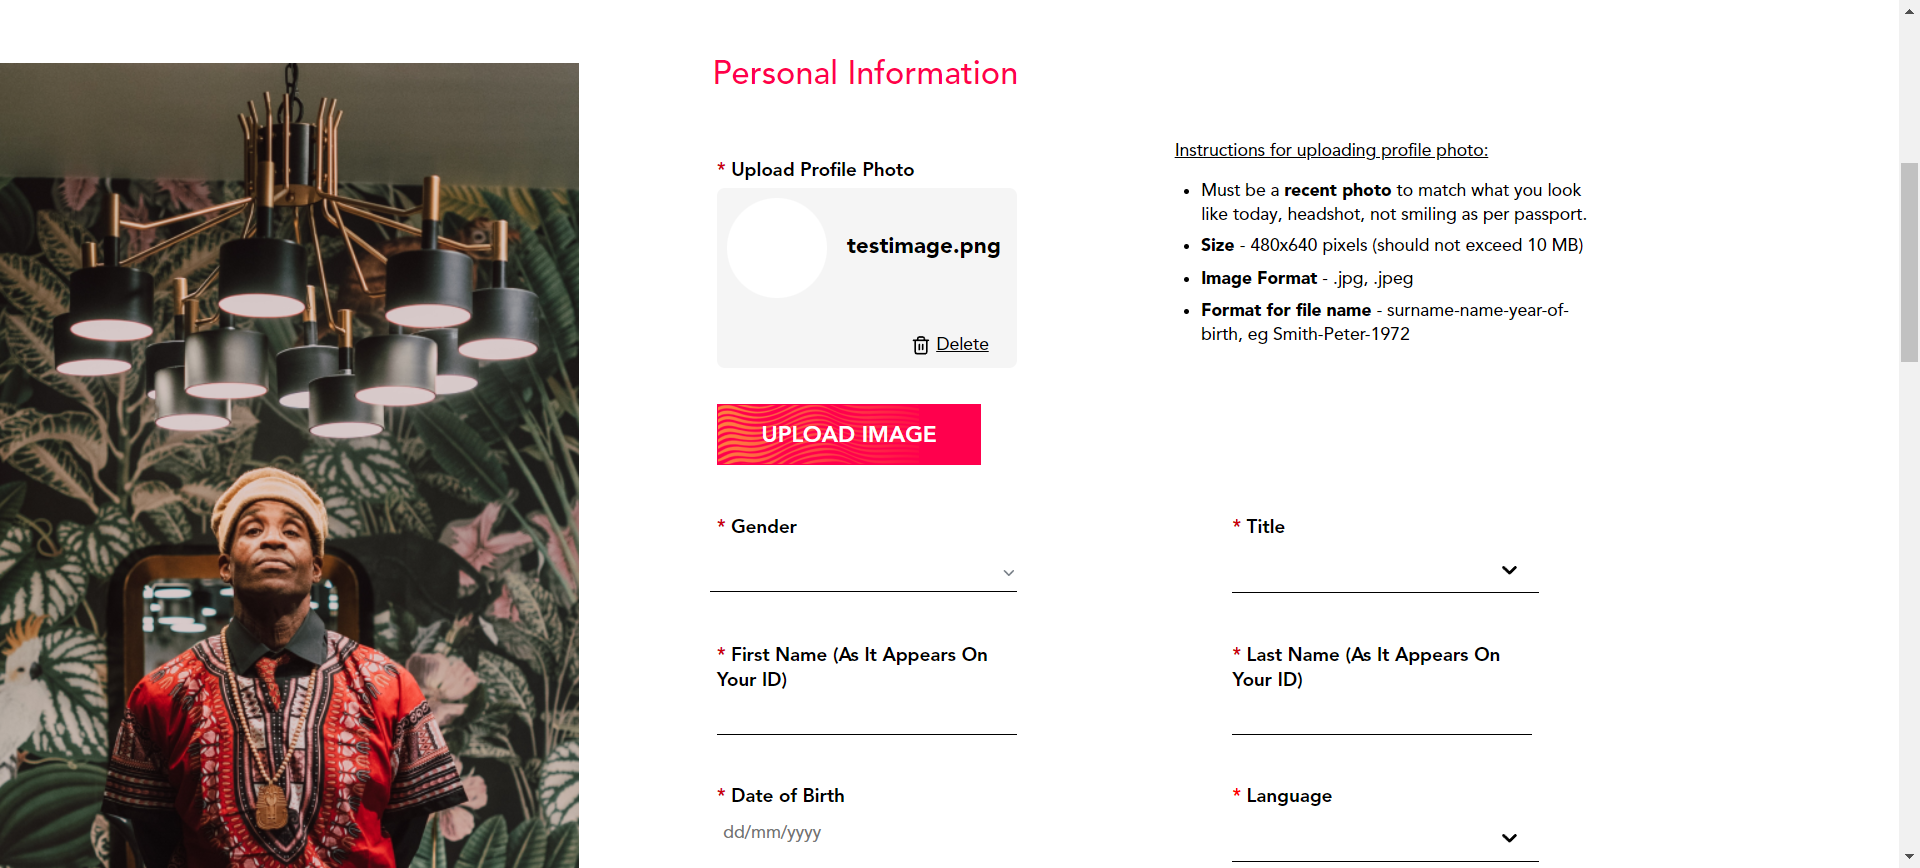 Personal Information
* Upload Profile Photo
testimage.png
Delete
UPLOAD IMAGE
Instructions for uploading profile photo:
• Must be a recent photo to match what you look
like today, headshot, not smiling as per passport.
• Size - 480x640 pixels (should not exceed 10 MB)
• Image Format - .jpg, .jpeg
• Format for file name - surname-name-year-of-
birth, eg Smith-Peter-1972
* Gender
* Title
* First Name (As It Appears On
Your ID)
* Last Name (As It Appears On
Your ID)
* Date of Birth
dd/mm/yyyy
* Language